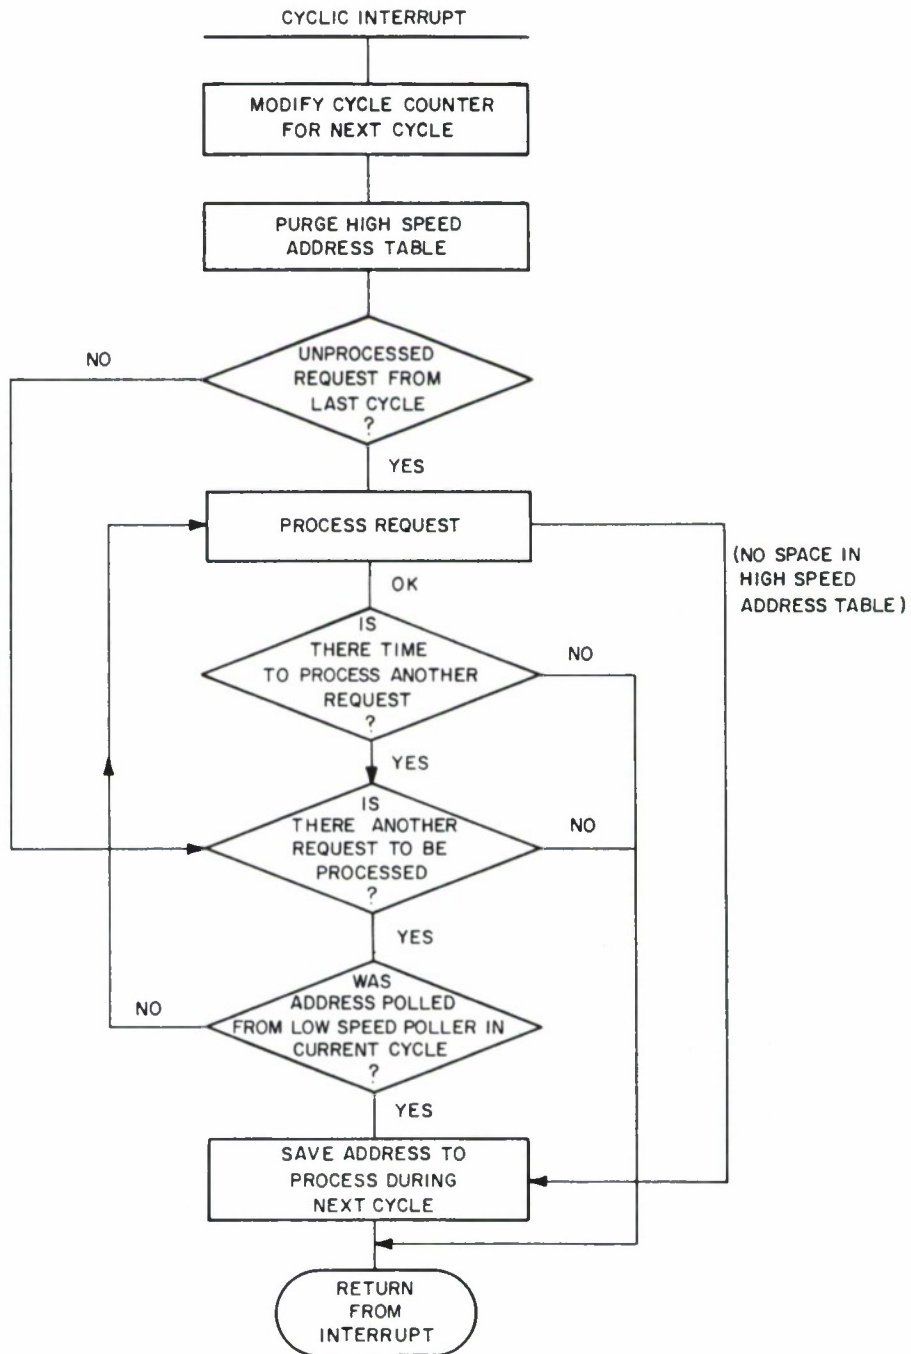 CYCLIC INTERRUPT
MODIFY CYCLE COUNTER
FOR NEXT CYCLE
PURGE HIGH SPEED
ADDRESS TABLE
UNPROCESSED
REQUEST FROM
LAST CYCLE
?
NO
YES
PROCESS REQUEST
(NO SPACE IN
HIGH SPEED
ADDRESS TABLE)
OK
IS
THERE TIME
TO PROCESS ANOTHER
REQUEST
?
NO
YES
IS
THERE ANOTHER
REQUEST TO BE
PROCESSED
?
NO
YES
WAS
ADDRESS POLLED
FROM LOW SPEED POLLER IN
CURRENT CYCLE
?
NO
YES
SAVE ADDRESS TO
PROCESS DURING
NEXT CYCLE
RETURN
FROM
INTERRUPT